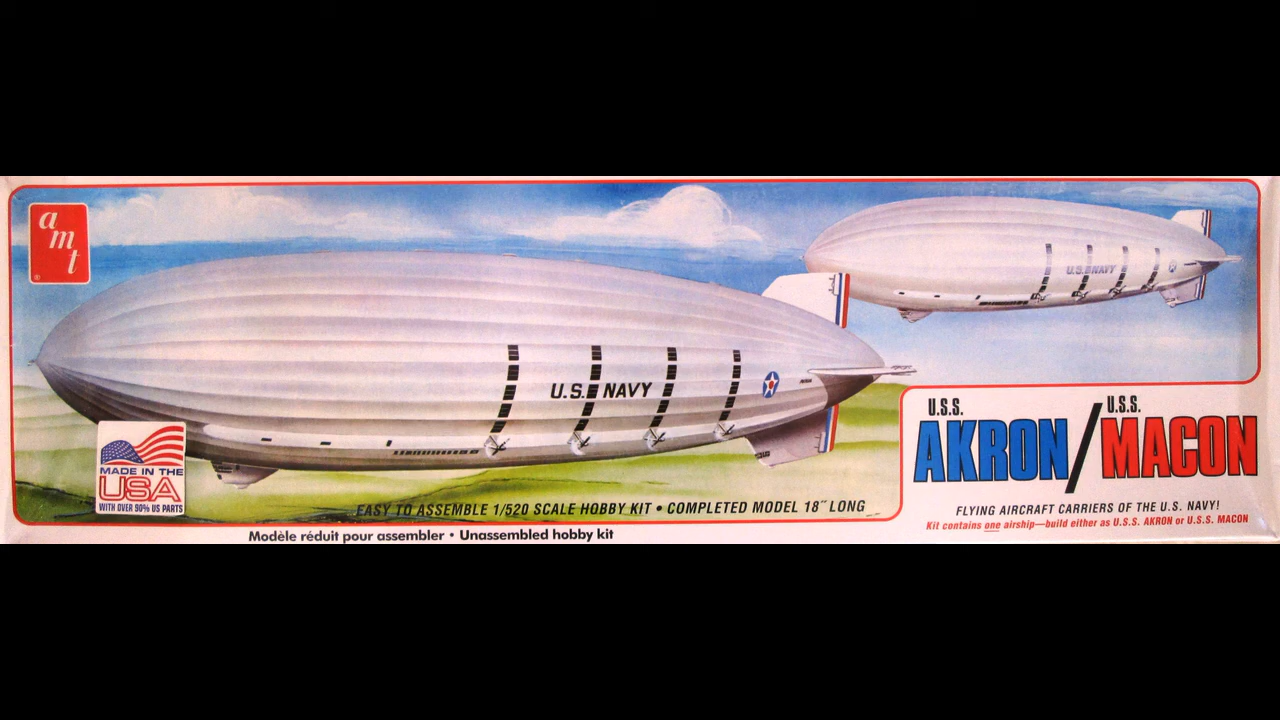 amt
®
U.S. NAVY
U.S. NAVY
MADE IN THE
USA
WITH OVER 90% US PARTS
EASY TO ASSEMBLE 1/520 SCALE HOBBY KIT • COMPLETED MODEL 18″ LONG
Modèle réduit pour assembler • Unassembled hobby kit
U.S.S. U.S.S.
AKRON/MACON
FLYING AIRCRAFT CARRIERS OF THE U.S. NAVY!
Kit contains one airship—build either as U.S.S. AKRON or U.S.S. MACON